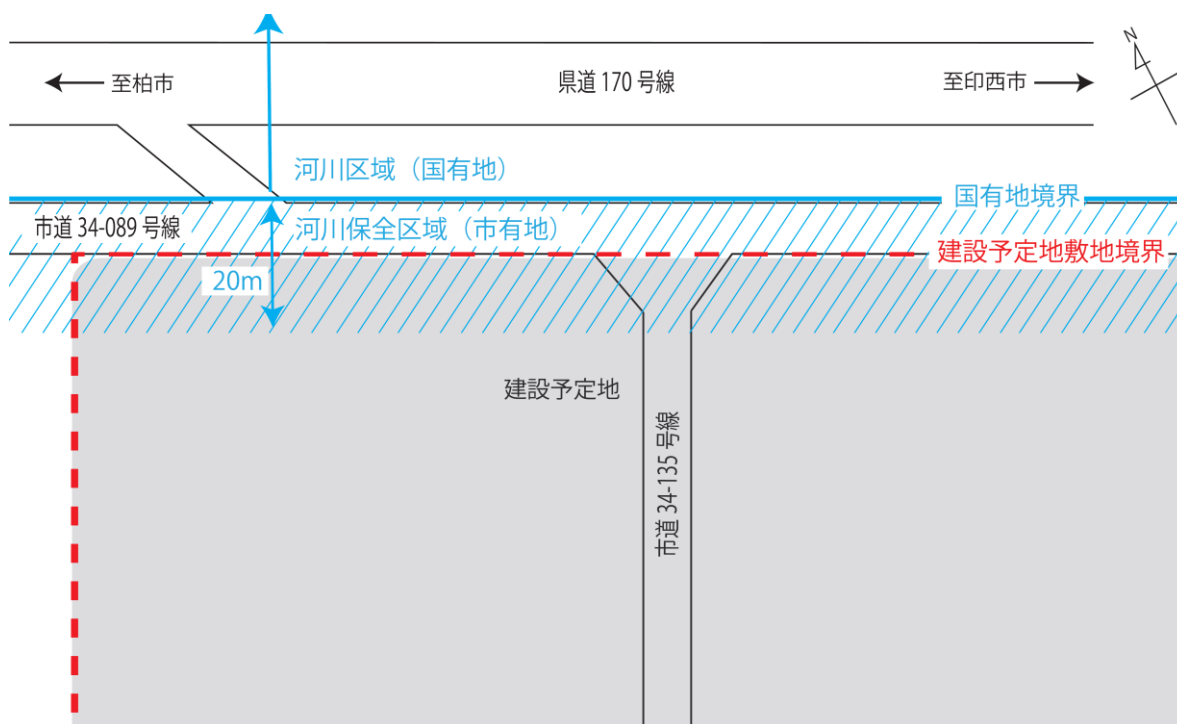 N
至柏市
県道 170 号線
至印西市
河川区域（国有地）
国有地境界
市道 34-089 号線
河川保全区域（市有地）
建設予定地敷地境界
20m
建設予定地
市道 34-135 号線